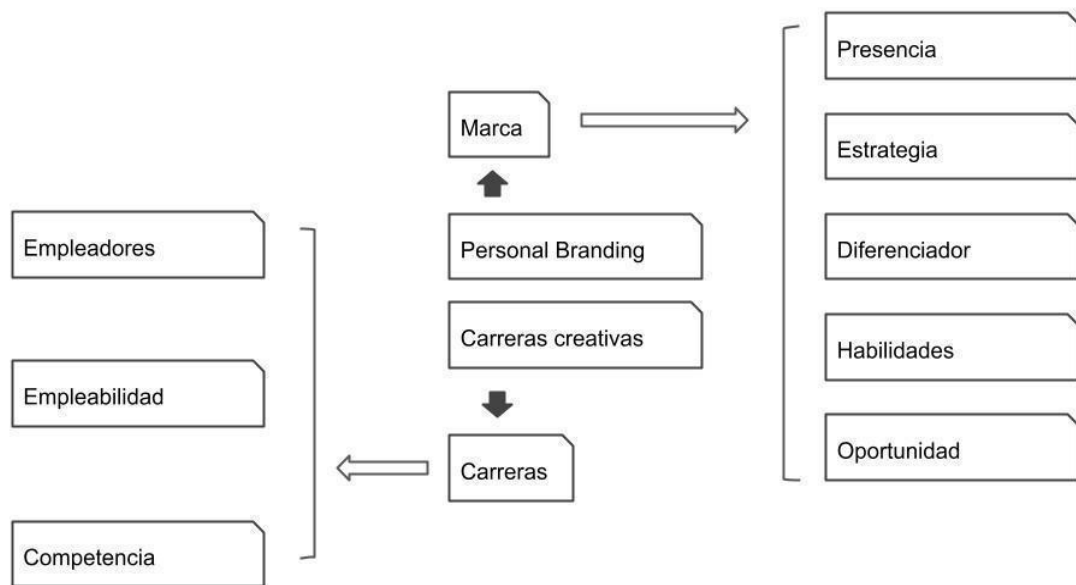 Presencia
Marca
Estrategia
Empleadores
Personal Branding
Diferenciador
Carreras creativas
Habilidades
Empleabilidad
Carreras
Oportunidad
Competencia